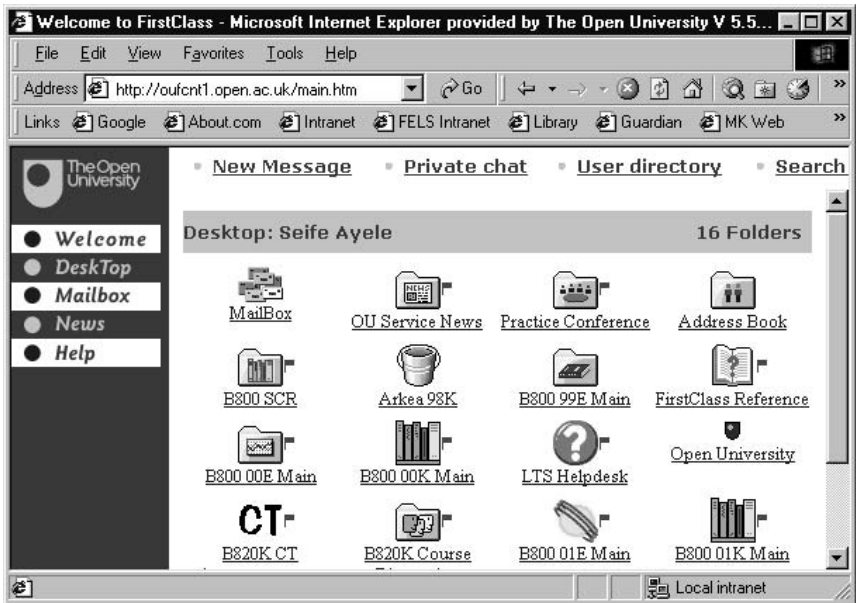 Welcome to FirstClass - Microsoft Internet Explorer provided by The Open University V 5.5...
File Edit View Favorites Tools Help
Address http://oufcnt1.open.ac.uk/main.htm Go »
Links Google About.com Intranet FELS Intranet Library Guardian MK Web »
The Open
University
New Message Private chat User directory Search
Desktop: Seife Ayele 16 Folders
Welcome
DeskTop
Mailbox
News
Help
MailBox OU Service News Practice Conference Address Book
B800 SCR Arkea 98K B800 99E Main FirstClass Reference
B800 00E Main B800 00K Main LTS Helpdesk Open University
CT
B820K CT B820K Course B800 01E Main B800 01K Main
Local intranet